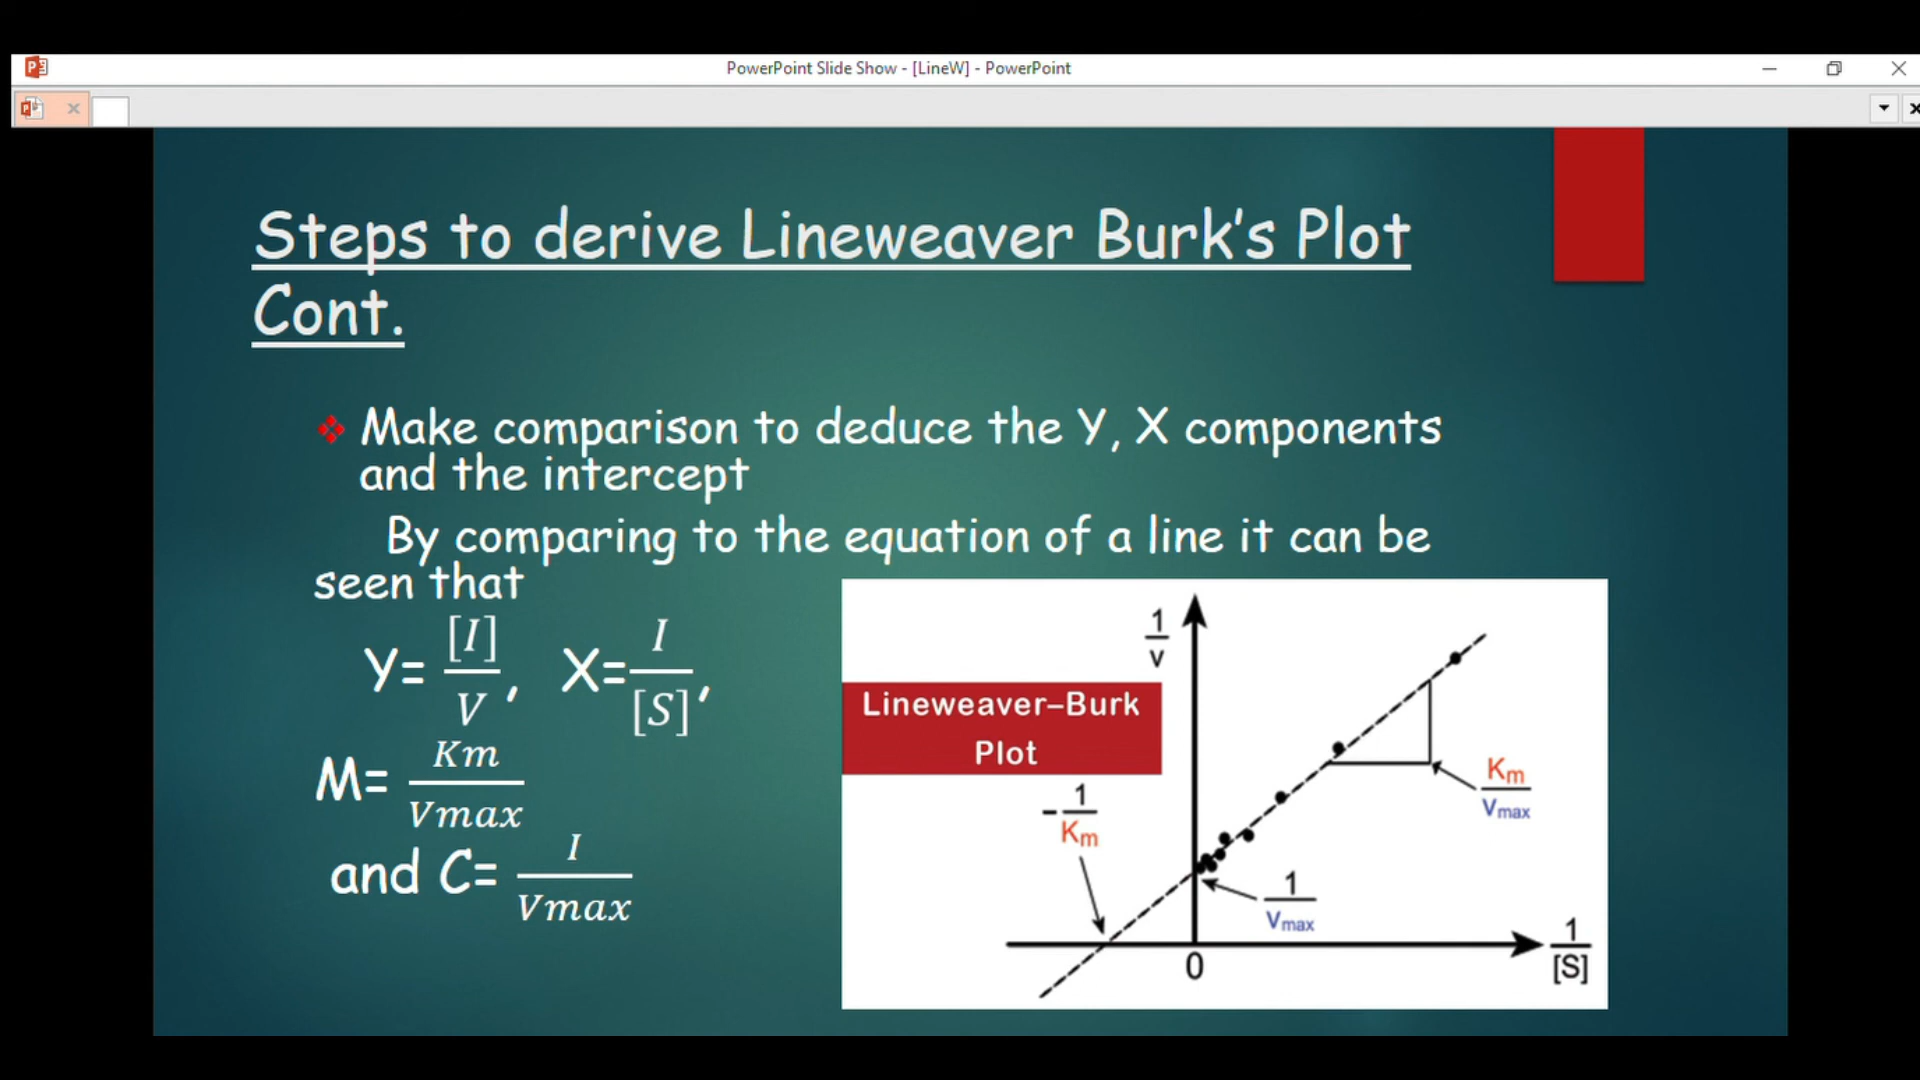 PowerPoint Slide Show - [LineW] - PowerPoint
Steps to derive Lineweaver Burk's Plot
Cont.
❖ Make comparison to deduce the Y, X components
and the intercept
By comparing to the equation of a line it can be
seen that
Y= [I]/V, X= I/[S],
M= Km/Vmax
and C= I/Vmax
1/v
Lineweaver–Burk
Plot
-1/Km
Km/Vmax
1/Vmax
0
1/[S]